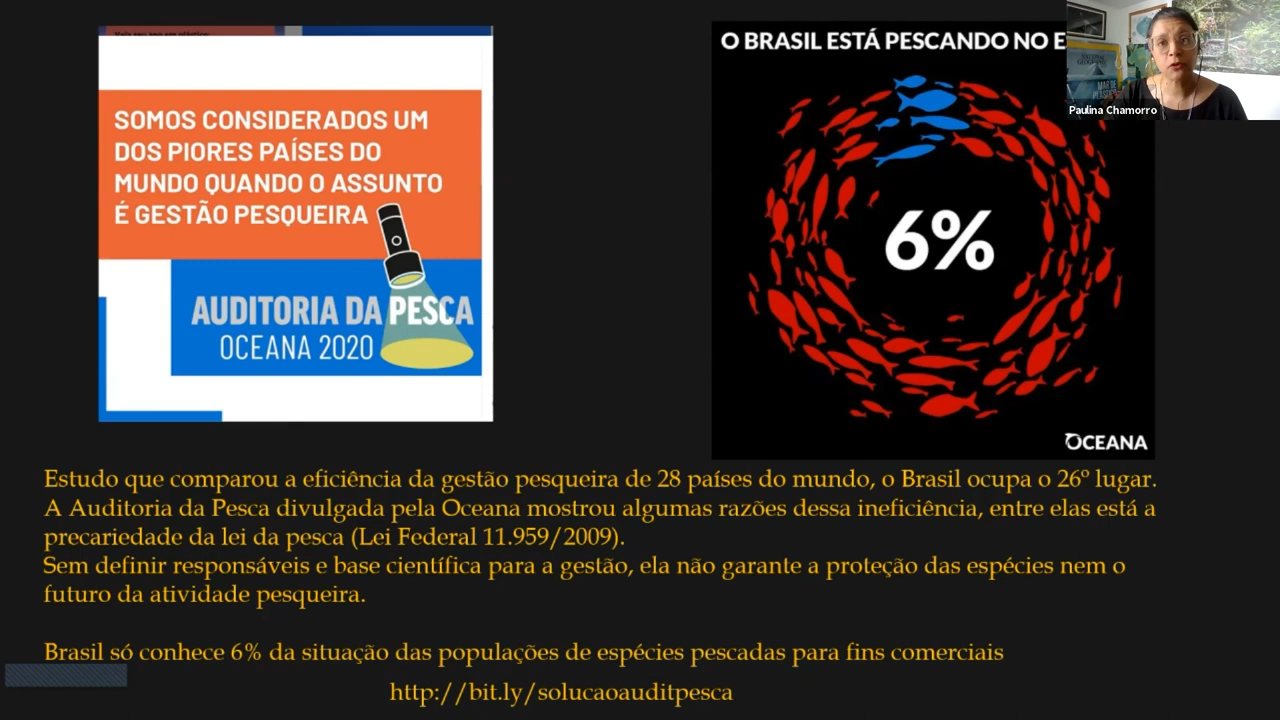 SOMOS CONSIDERADOS UM
DOS PIORES PAÍSES DO
MUNDO QUANDO O ASSUNTO
É GESTÃO PESQUEIRA
AUDITORIA DA PESCA
OCEANA 2020
O BRASIL ESTÁ PESCANDO NO E
6%
OCEANA
Paulina Chamorro
Estudo que comparou a eficiência da gestão pesqueira de 28 países do mundo, o Brasil ocupa o 26º lugar.
A Auditoria da Pesca divulgada pela Oceana mostrou algumas razões dessa ineficiência, entre elas está a
precariedade da lei da pesca (Lei Federal 11.959/2009).
Sem definir responsáveis e base científica para a gestão, ela não garante a proteção das espécies nem o
futuro da atividade pesqueira.
Brasil só conhece 6% da situação das populações de espécies pescadas para fins comerciais
http://bit.ly/solucaoauditpesca